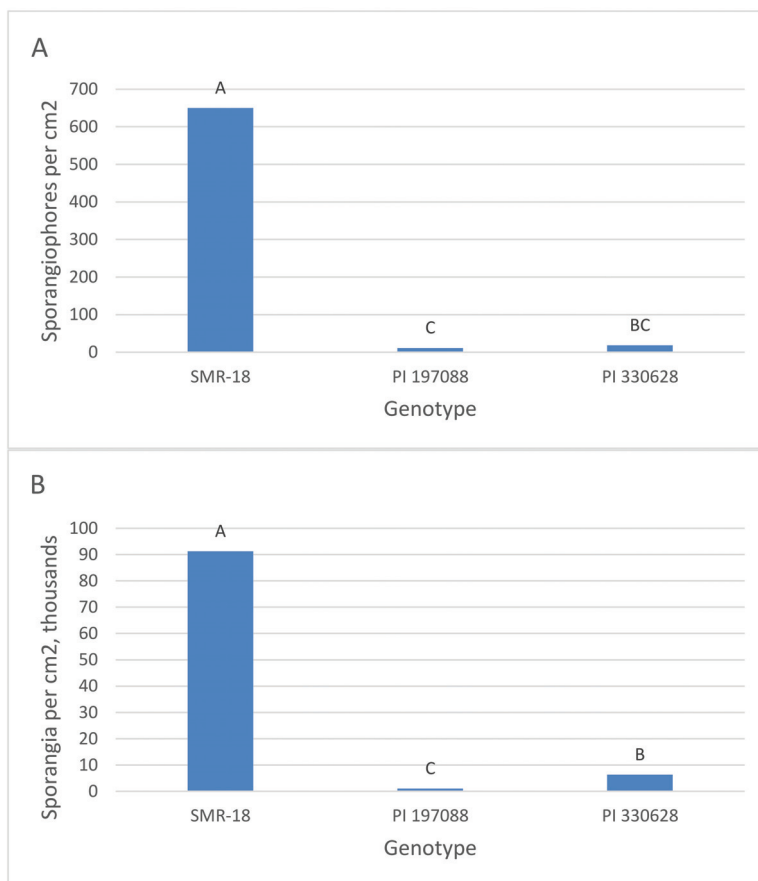 A
Sporangiophores per cm2
700
600
500
400
300
200
100
0
A
C
BC
SMR-18 PI 197088 PI 330628
Genotype
B
Sporangia per cm2, thousands
100
90
80
70
60
50
40
30
20
10
0
A
C
B
SMR-18 PI 197088 PI 330628
Genotype